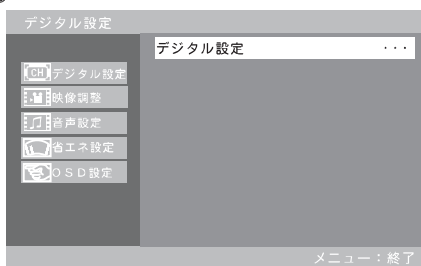 デジタル設定
デジタル設定 ・・・
CH デジタル設定
映像調整
音声設定
省エネ設定
OSD設定
メニュー：終了